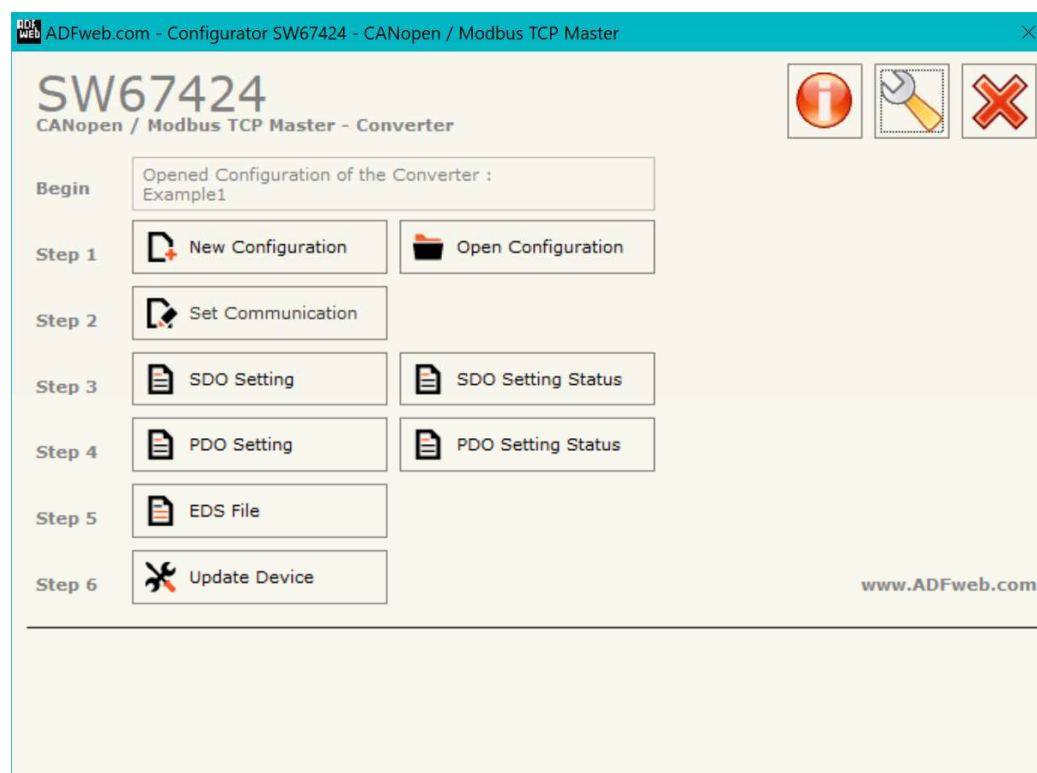 ADF
WEB
ADFweb.com - Configurator SW67424 - CANopen / Modbus TCP Master
SW67424
CANopen / Modbus TCP Master - Converter
Begin
Opened Configuration of the Converter :
Example1
Step 1
New Configuration
Open Configuration
Step 2
Set Communication
Step 3
SDO Setting
SDO Setting Status
Step 4
PDO Setting
PDO Setting Status
Step 5
EDS File
Step 6
Update Device
www.ADFweb.com